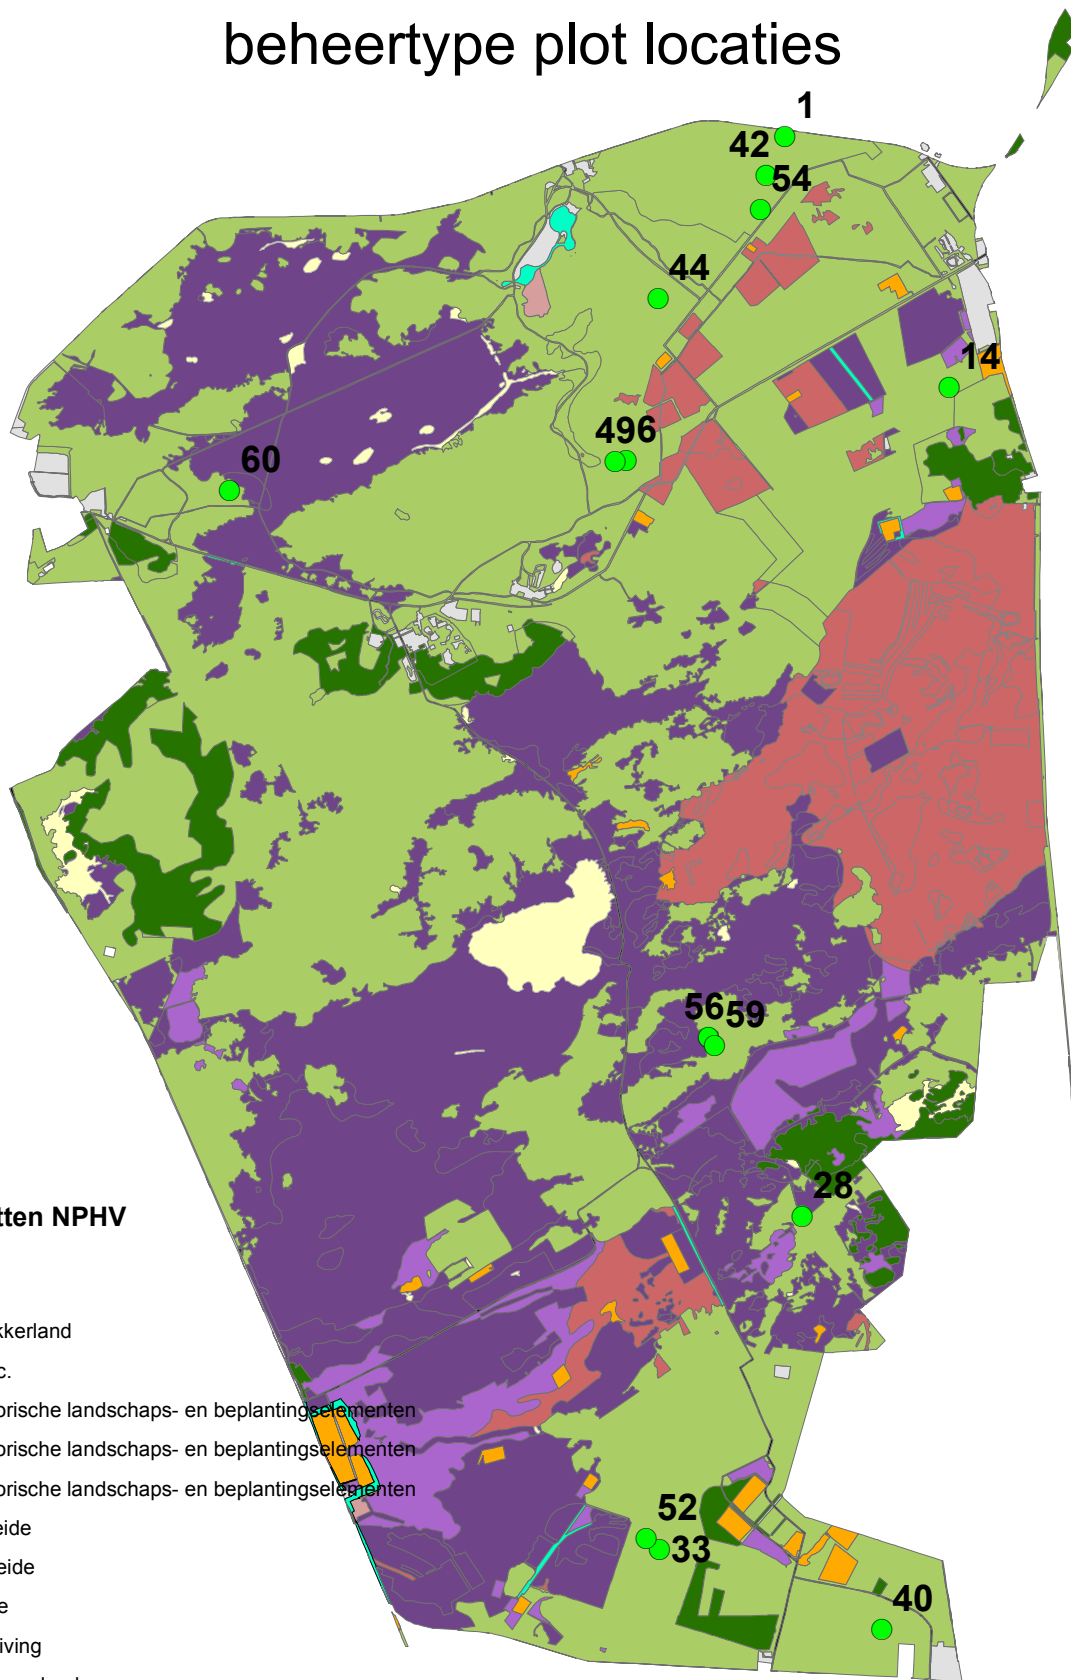 beheertype plot locaties
1
42
54
44
14
496
60
56
59
28
tten NPHV
kkerland
c.
orische landschaps- en beplantingselementen
orische landschaps- en beplantingselementen
orische landschaps- en beplantingselementen
eide
eide
e
52
33
40
iving